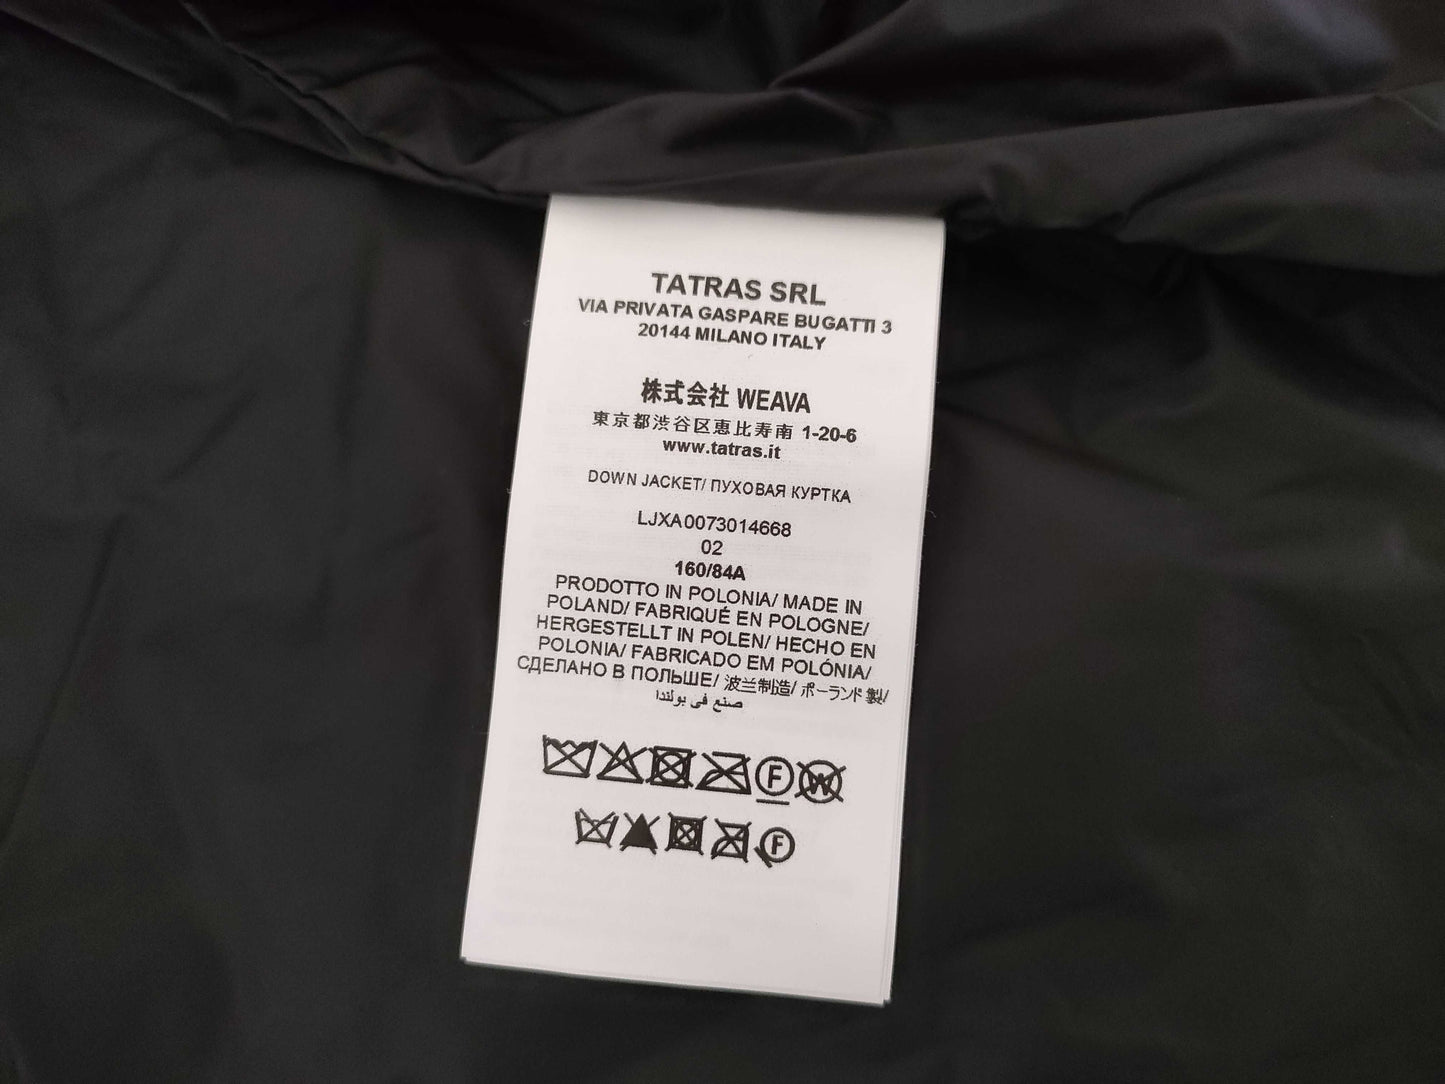 TATRAS SRL
VIA PRIVATA GASPARE BUGATTI 3
20144 MILANO ITALY
株式会社 WEAVA
東京都渋谷区恵比寿南 1-20-6
www.tatras.it
DOWN JACKET/ ПУХОВАЯ КУРТКА
LJXA0073014668
02
160/84A
PRODOTTO IN POLONIA/ MADE IN
POLAND/ FABRIQUÉ EN POLOGNE/
HERGESTELLT IN POLEN/ HECHO EN
POLONIA/ FABRICADO EM POLÓNIA/
СДЕЛАНО В ПОЛЬШЕ/ 波兰制造/ ポーランド製/
صنع في بولندا
F W
F